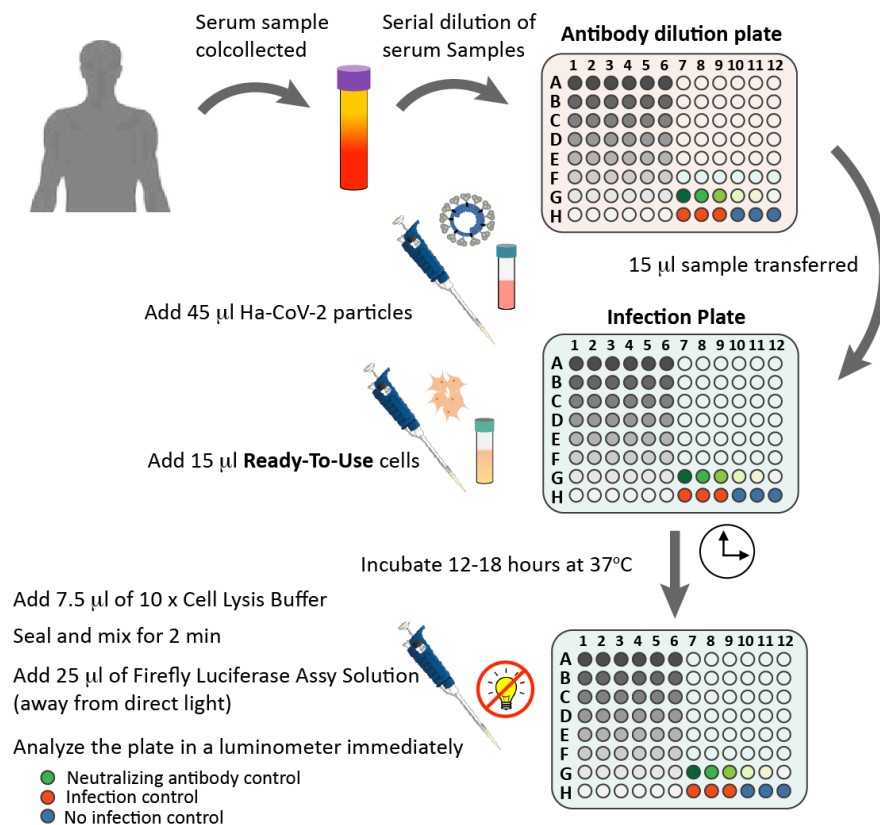 Serum sample
colcollected
Serial dilution of
serum Samples
Antibody dilution plate
1 2 3 4 5 6 7 8 9 10 11 12
A
B
C
D
E
F
G
H
15 µl sample transferred
Add 45 µl Ha-CoV-2 particles
Infection Plate
1 2 3 4 5 6 7 8 9 10 11 12
A
B
C
D
E
F
G
H
Add 15 µl Ready-To-Use cells
Incubate 12-18 hours at 37°C
Add 7.5 µl of 10 x Cell Lysis Buffer
Seal and mix for 2 min
Add 25 µl of Firefly Luciferase Assy Solution
(away from direct light)
Analyze the plate in a luminometer immediately
Neutralizing antibody control
Infection control
No infection control
1 2 3 4 5 6 7 8 9 10 11 12
A
B
C
D
E
F
G
H